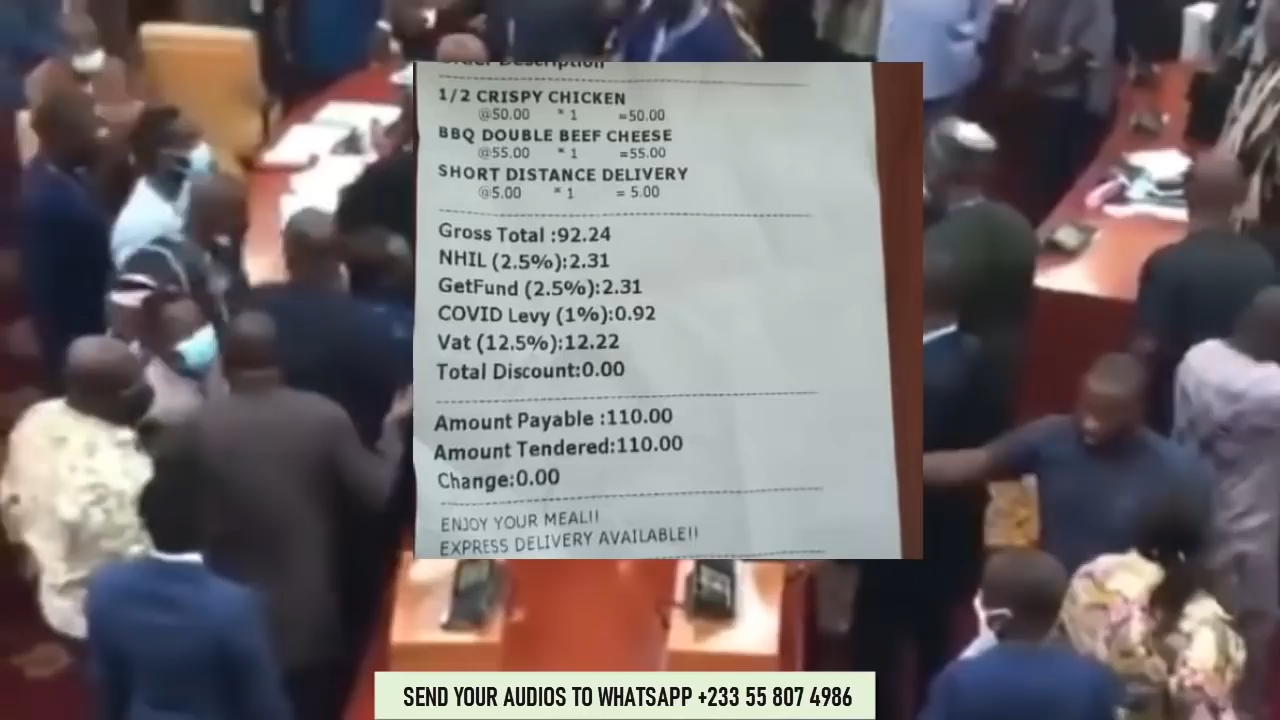 Order Description
1/2 CRISPY CHICKEN
@50.00 * 1 =50.00
BBQ DOUBLE BEEF CHEESE
@55.00 * 1 =55.00
SHORT DISTANCE DELIVERY
@5.00 * 1 = 5.00
Gross Total :92.24
NHIL (2.5%):2.31
GetFund (2.5%):2.31
COVID Levy (1%):0.92
Vat (12.5%):12.22
Total Discount:0.00
Amount Payable :110.00
Amount Tendered:110.00
Change:0.00
ENJOY YOUR MEAL!!
EXPRESS DELIVERY AVAILABLE!!
SEND YOUR AUDIOS TO WHATSAPP +233 55 807 4986